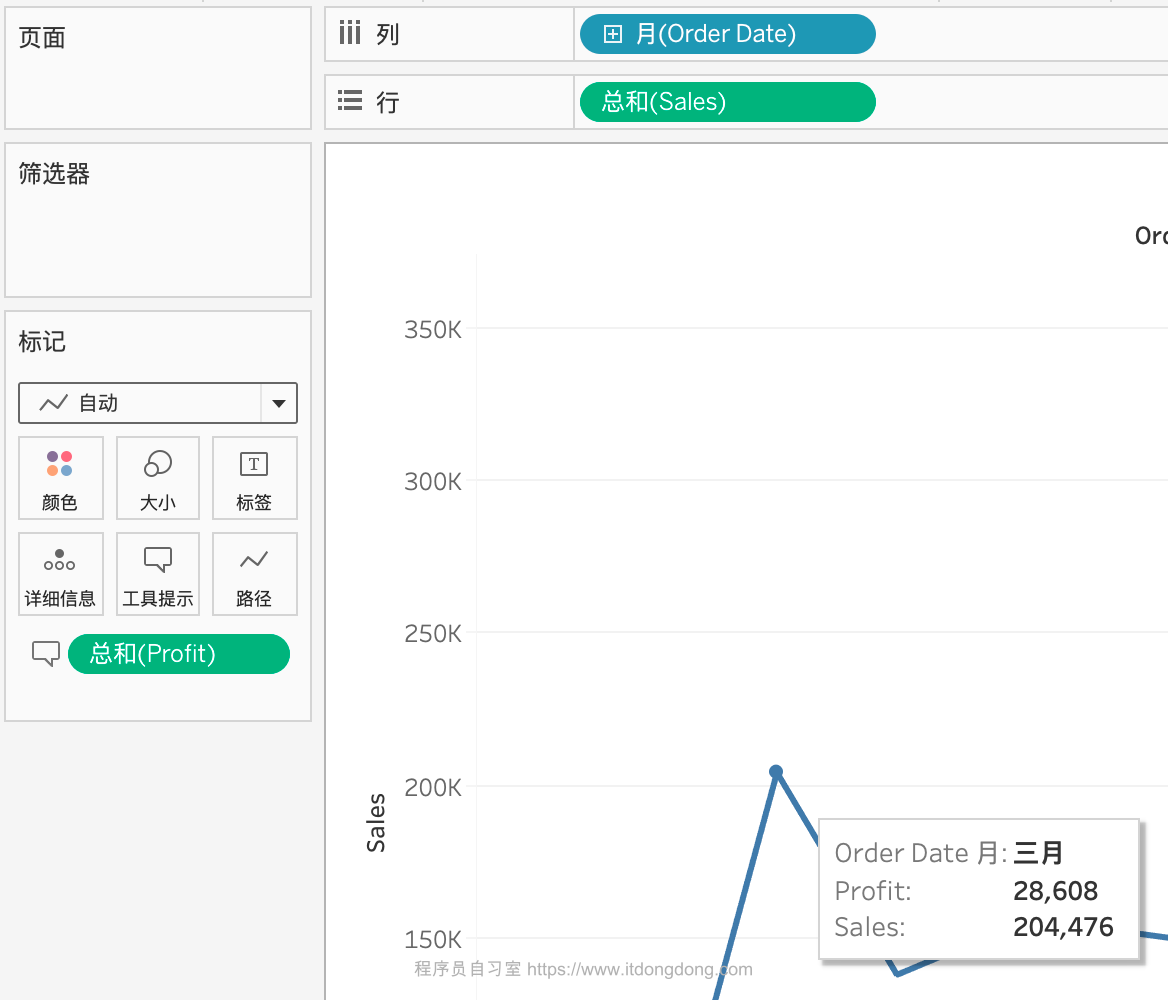 页面
列
月(Order Date)
行
总和(Sales)
筛选器
标记
自动
颜色
大小
标签
详细信息
工具提示
路径
总和(Profit)
350K
300K
250K
200K
150K
Sales
Order Date 月: 三月
Profit: 28,608
Sales: 204,476
程序员自习室 https://www.itdongdong.com